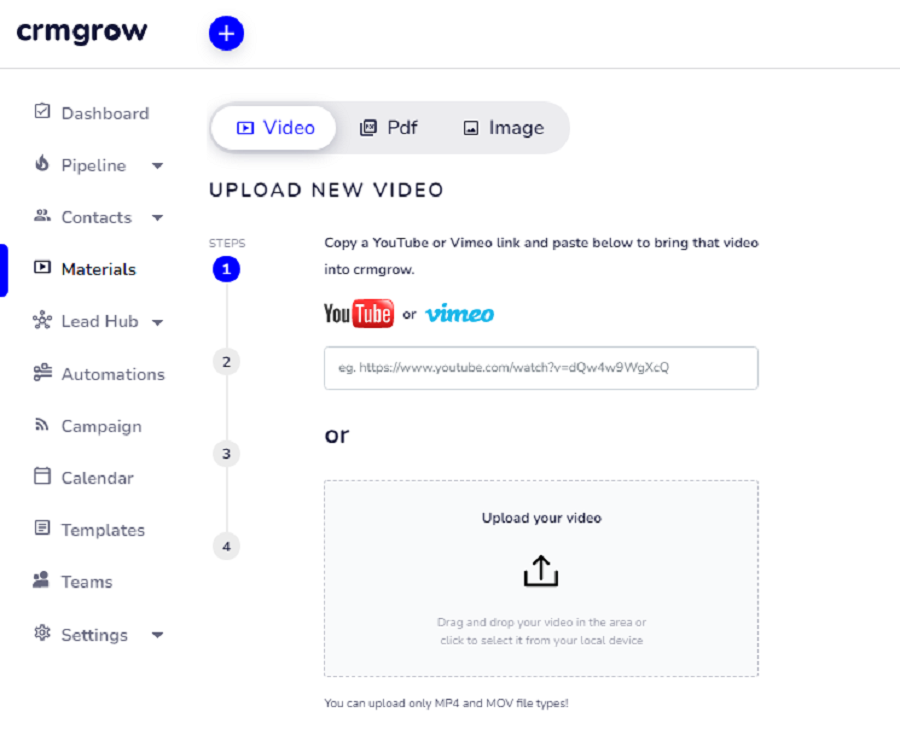 crmgrow
+
Dashboard
Pipeline
Contacts
Materials
Lead Hub
Automations
Campaign
Calendar
Templates
Teams
Settings
Video
Pdf
Image
UPLOAD NEW VIDEO
STEPS
1
2
3
4
Copy a YouTube or Vimeo link and paste below to bring that video
into crmgrow.
YouTube or vimeo
eg. https://www.youtube.com/watch?v=dQw4w9WgXcQ
or
Upload your video
Drag and drop your video in the area or
click to select it from your local device
You can upload only MP4 and MOV file types!